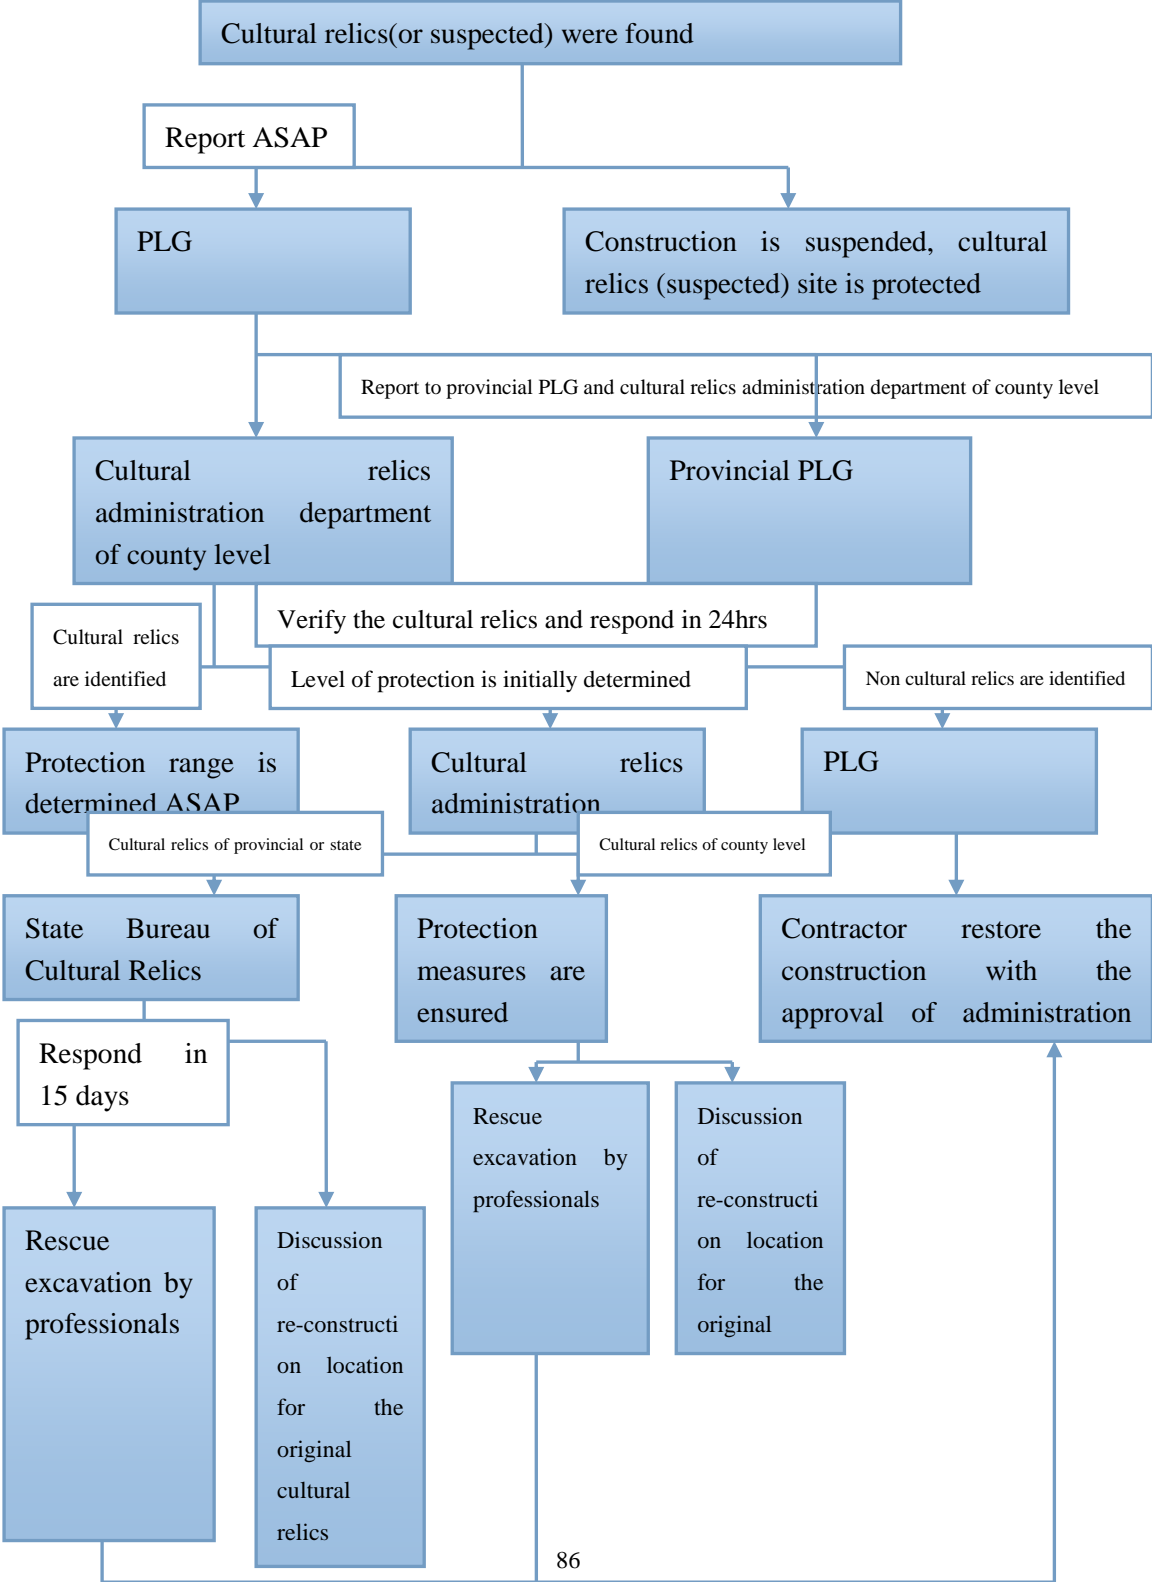 Cultural relics(or suspected) were found
Report ASAP
PLG
Construction is suspended, cultural
relics (suspected) site is protected
Report to provincial PLG and cultural relics administration department of county level
Cultural relics
administration department
of county level
Provincial PLG
Verify the cultural relics and respond in 24hrs
Cultural relics
are identified
Level of protection is initially determined
Non cultural relics are identified
Protection range is
determined ASAP
Cultural relics
administration
PLG
Cultural relics of provincial or state
Cultural relics of county level
State Bureau of
Cultural Relics
Protection
measures are
ensured
Contractor restore the
construction with the
approval of administration
Respond in
15 days
Rescue
excavation by
professionals
Discussion
of
re-constructi
on location
for the
original
Rescue
excavation by
professionals
Discussion
of
re-constructi
on location
for the
original
cultural
relics
86